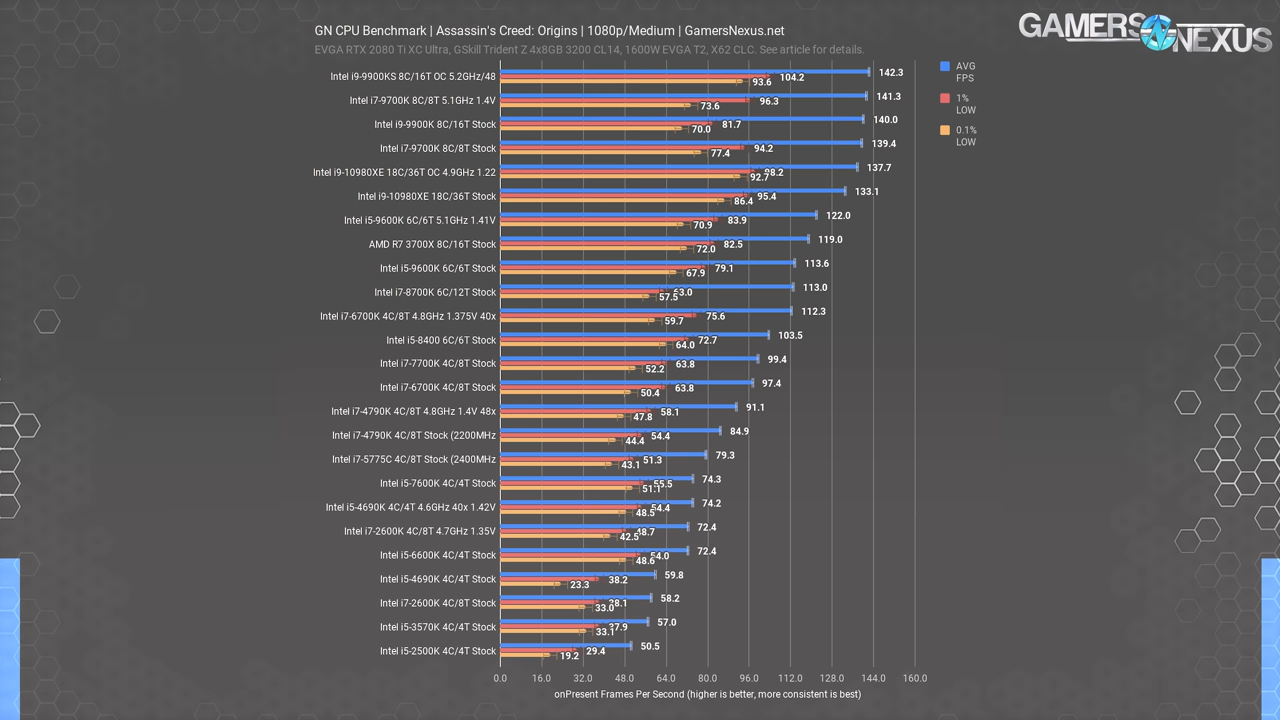 GN CPU Benchmark | Assassin's Creed: Origins | 1080p/Medium | GamersNexus.net
EVGA RTX 2080 Ti XC Ultra, GSkill Trident Z 4x8GB 3200 CL14, 1600W EVGA T2, X62 CLC. See article for details.
GAMERS NEXUS
AVG FPS
1% LOW
0.1% LOW
Intel i9-9900KS 8C/16T OC 5.2GHz/48 142.3 104.2 93.6
Intel i7-9700K 8C/8T 5.1GHz 1.4V 141.3 96.3 73.6
Intel i9-9900K 8C/16T Stock 140.0 81.7 70.0
Intel i7-9700K 8C/8T Stock 139.4 94.2 77.4
Intel i9-10980XE 18C/36T OC 4.9GHz 1.22 137.7 98.2 92.7
Intel i9-10980XE 18C/36T Stock 133.1 95.4 86.4
Intel i5-9600K 6C/6T 5.1GHz 1.41V 122.0 83.9 70.9
AMD R7 3700X 8C/16T Stock 119.0 82.5 72.0
Intel i5-9600K 6C/6T Stock 113.6 79.1 67.9
Intel i7-8700K 6C/12T Stock 113.0 63.0 57.5
Intel i7-6700K 4C/8T 4.8GHz 1.375V 40x 112.3 75.6 59.7
Intel i5-8400 6C/6T Stock 103.5 72.7 64.0
Intel i7-7700K 4C/8T Stock 99.4 63.8 52.2
Intel i7-6700K 4C/8T Stock 97.4 63.8 50.4
Intel i7-4790K 4C/8T 4.8GHz 1.4V 48x 91.1 58.1 47.8
Intel i7-4790K 4C/8T Stock (2200MHz 84.9 54.4 44.4
Intel i7-5775C 4C/8T Stock (2400MHz 79.3 51.3 43.1
Intel i5-7600K 4C/4T Stock 74.3 55.5 51.1
Intel i5-4690K 4C/4T 4.6GHz 40x 1.42V 74.2 54.4 48.5
Intel i7-2600K 4C/8T 4.7GHz 1.35V 72.4 48.7 42.5
Intel i5-6600K 4C/4T Stock 72.4 54.0 48.6
Intel i5-4690K 4C/4T Stock 59.8 38.2 23.3
Intel i7-2600K 4C/8T Stock 58.2 38.1 33.0
Intel i5-3570K 4C/4T Stock 57.0 37.9 33.1
Intel i5-2500K 4C/4T Stock 50.5 29.4 19.2
0.0 16.0 32.0 48.0 64.0 80.0 96.0 112.0 128.0 144.0 160.0
onPresent Frames Per Second (higher is better, more consistent is best)